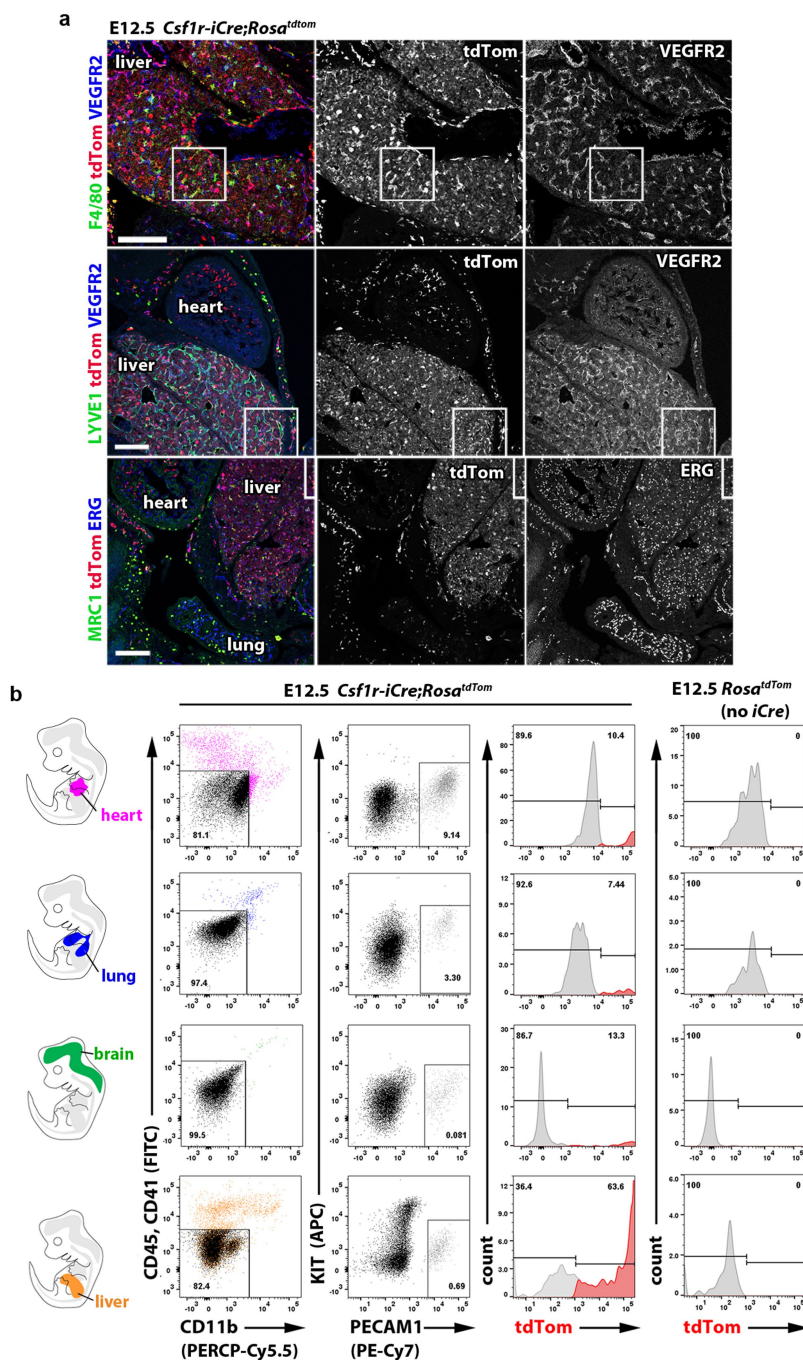 a
E12.5 Csf1r-iCre;Rosa^tdtom
F4/80 tdTom VEGFR2
liver
tdTom
VEGFR2
LYVE1 tdTom VEGFR2
heart
liver
tdTom
VEGFR2
MRC1 tdTom ERG
heart
liver
lung
tdTom
ERG
b
E12.5 Csf1r-iCre;Rosa^tdTom
E12.5 Rosa^tdTom
(no iCre)
heart
81.1
9.14
89.6 10.4
100 0
lung
97.4
3.30
92.6 7.44
100 0
brain
99.5
0.081
86.7 13.3
100 0
liver
82.4
0.69
36.4 63.6
100 0
CD45, CD41 (FITC)
KIT (APC)
count
count
CD11b
(PERCP-Cy5.5)
PECAM1
(PE-Cy7)
tdTom
tdTom